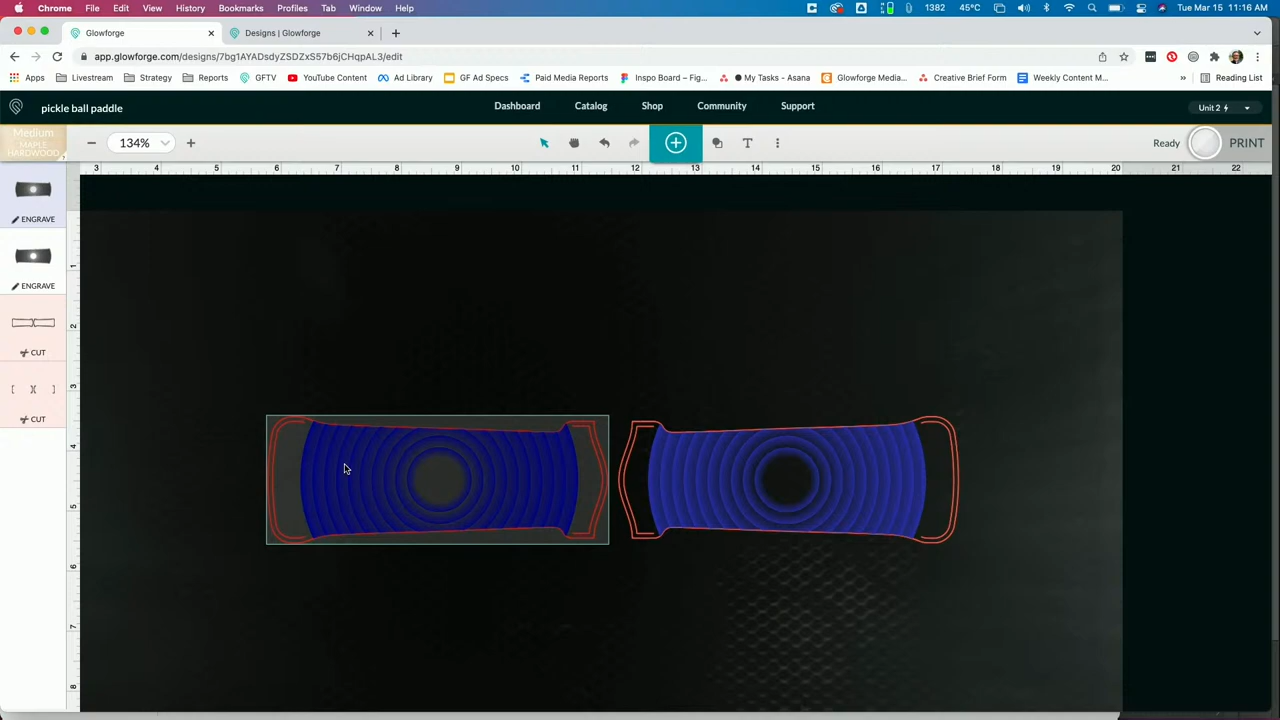 Chrome File Edit View History Bookmarks Profiles Tab Window Help 1382 45°C Tue Mar 15 11:16 AM
Glowforge Designs | Glowforge
app.glowforge.com/designs/7bg1AYADsdyZSDZxS57b6jCHqpAL3/edit
Apps Livestream Strategy Reports GFTV YouTube Content Ad Library GF Ad Specs Paid Media Reports Inspo Board – Fig... My Tasks - Asana Glowforge Media... Creative Brief Form Weekly Content M... » Reading List
pickle ball paddle Dashboard Catalog Shop Community Support Unit 2
Medium
MAPLE
HARDWOOD
134% Ready PRINT
3 4 5 6 7 8 9 10 11 12 13 14 15 16 17 18 19 20 21 22
ENGRAVE
ENGRAVE
CUT
CUT
1
2
3
4
5
6
7
8